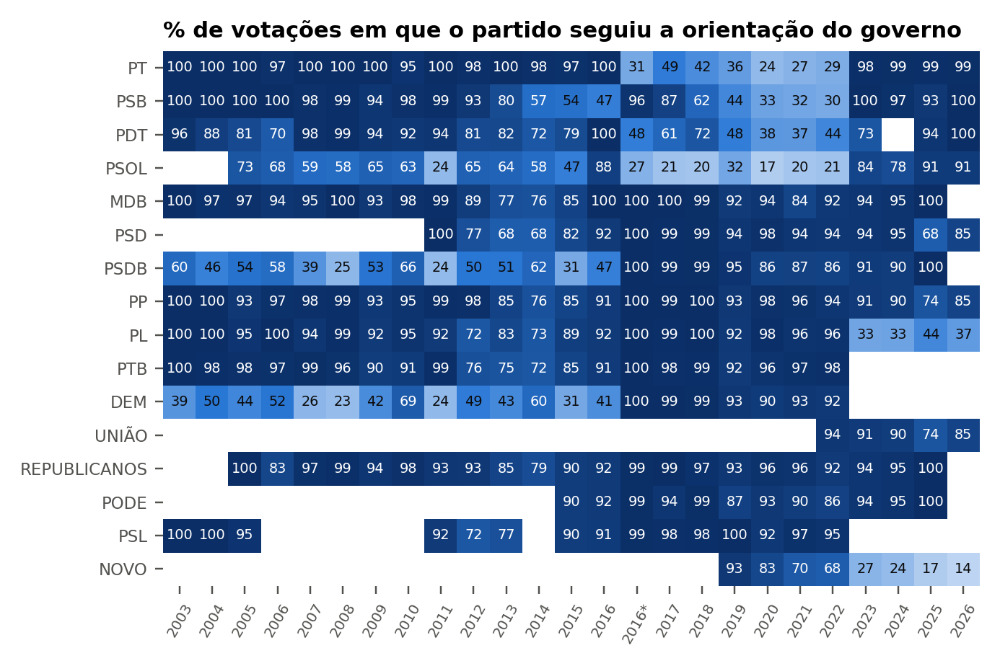 % de votações em que o partido seguiu a orientação do governo
PT 100 100 100 97 100 100 100 95 100 98 100 98 97 100 31 49 42 36 24 27 29 98 99 99 99
PSB 100 100 100 100 98 99 94 98 99 93 80 57 54 47 96 87 62 44 33 32 30 100 97 93 100
PDT 96 88 81 70 98 99 94 92 94 81 82 72 79 100 48 61 72 48 38 37 44 73 94 100
PSOL 73 68 59 58 65 63 24 65 64 58 47 88 27 21 20 32 17 20 21 84 78 91 91
MDB 100 97 97 94 95 100 93 98 99 89 77 76 85 100 100 100 99 92 94 84 92 94 95 100
PSD 100 77 68 68 82 92 100 99 99 94 98 94 94 94 95 68 85
PSDB 60 46 54 58 39 25 53 66 24 50 51 62 31 47 100 99 99 95 86 87 86 91 90 100
PP 100 100 93 97 98 99 93 95 99 98 85 76 85 91 100 99 100 93 98 96 94 91 90 74 85
PL 100 100 95 100 94 99 92 95 92 72 83 73 89 92 100 99 100 92 98 96 96 33 33 44 37
PTB 100 98 98 97 99 96 90 91 99 76 75 72 85 91 100 98 99 92 96 97 98
DEM 39 50 44 52 26 23 42 69 24 49 43 60 31 41 100 99 99 93 90 93 92
UNIÃO 94 91 90 74 85
REPUBLICANOS 100 83 97 99 94 98 93 93 85 79 90 92 99 99 97 93 96 96 92 94 95 100
PODE 90 92 99 94 99 87 93 90 86 94 95 100
PSL 100 100 95 92 72 77 90 91 99 98 98 100 92 97 95
NOVO 93 83 70 68 27 24 17 14
2003 2004 2005 2006 2007 2008 2009 2010 2011 2012 2013 2014 2015 2016 2016* 2017 2018 2019 2020 2021 2022 2023 2024 2025 2026